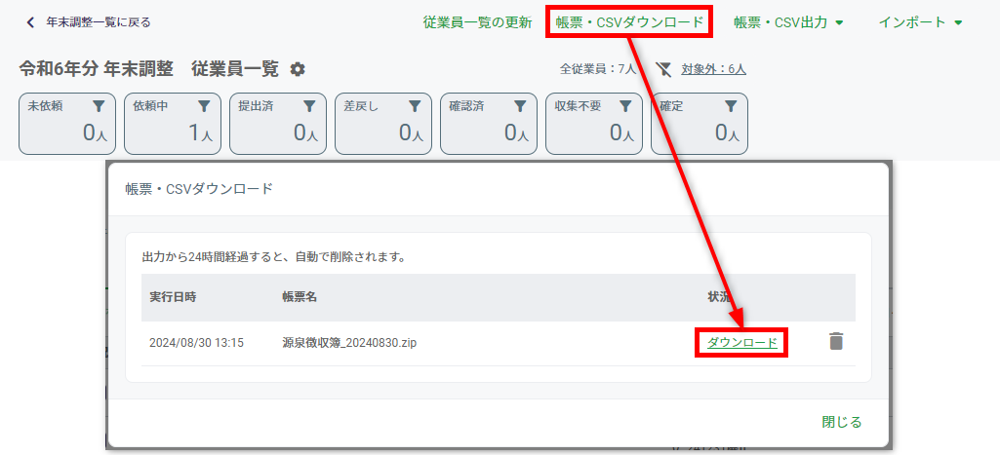 年末調整一覧に戻る
従業員一覧の更新
帳票・CSVダウンロード
帳票・CSV出力
インポート
令和6年分 年末調整　従業員一覧
全従業員：7人
対象外：6人
未依頼
0人
依頼中
1人
提出済
0人
差戻し
0人
確認済
0人
収集不要
0人
確定
0人
帳票・CSVダウンロード
出力から24時間経過すると、自動で削除されます。
実行日時 帳票名 状況
2024/08/30 13:15 源泉徴収簿_20240830.zip ダウンロード
閉じる